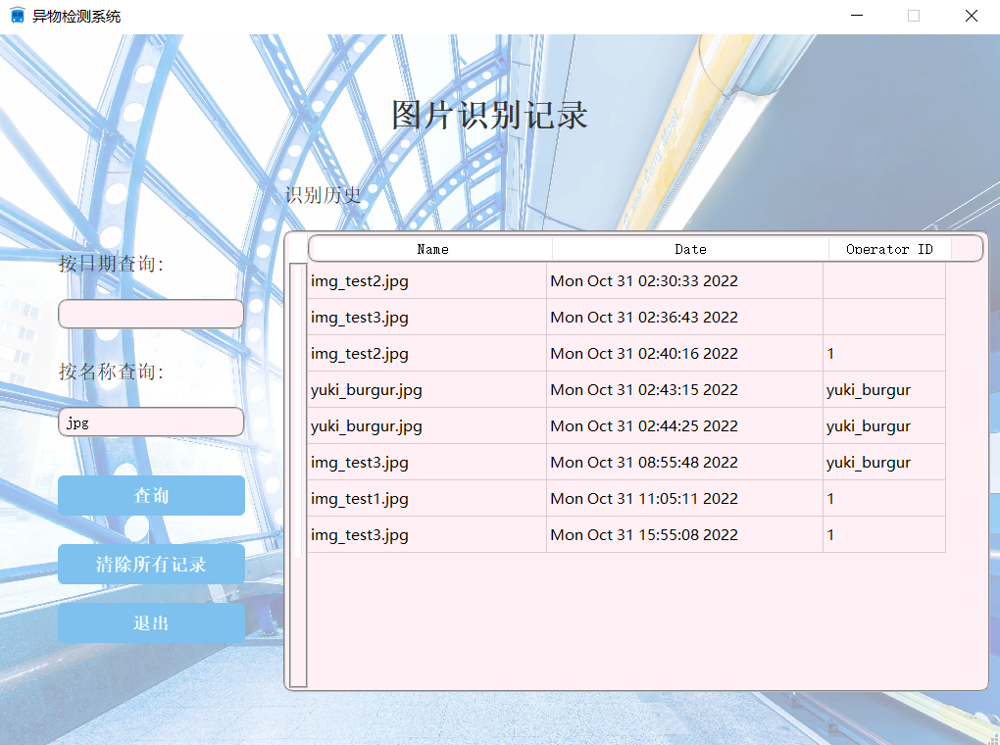 异物检测系统
图片识别记录
识别历史
按日期查询:
按名称查询:
jpg
查询
清除所有记录
退出
Name Date Operator ID
img_test2.jpg Mon Oct 31 02:30:33 2022
img_test3.jpg Mon Oct 31 02:36:43 2022
img_test2.jpg Mon Oct 31 02:40:16 2022 1
yuki_burgur.jpg Mon Oct 31 02:43:15 2022 yuki_burgur
yuki_burgur.jpg Mon Oct 31 02:44:25 2022 yuki_burgur
img_test3.jpg Mon Oct 31 08:55:48 2022 yuki_burgur
img_test1.jpg Mon Oct 31 11:05:11 2022 1
img_test3.jpg Mon Oct 31 15:55:08 2022 1